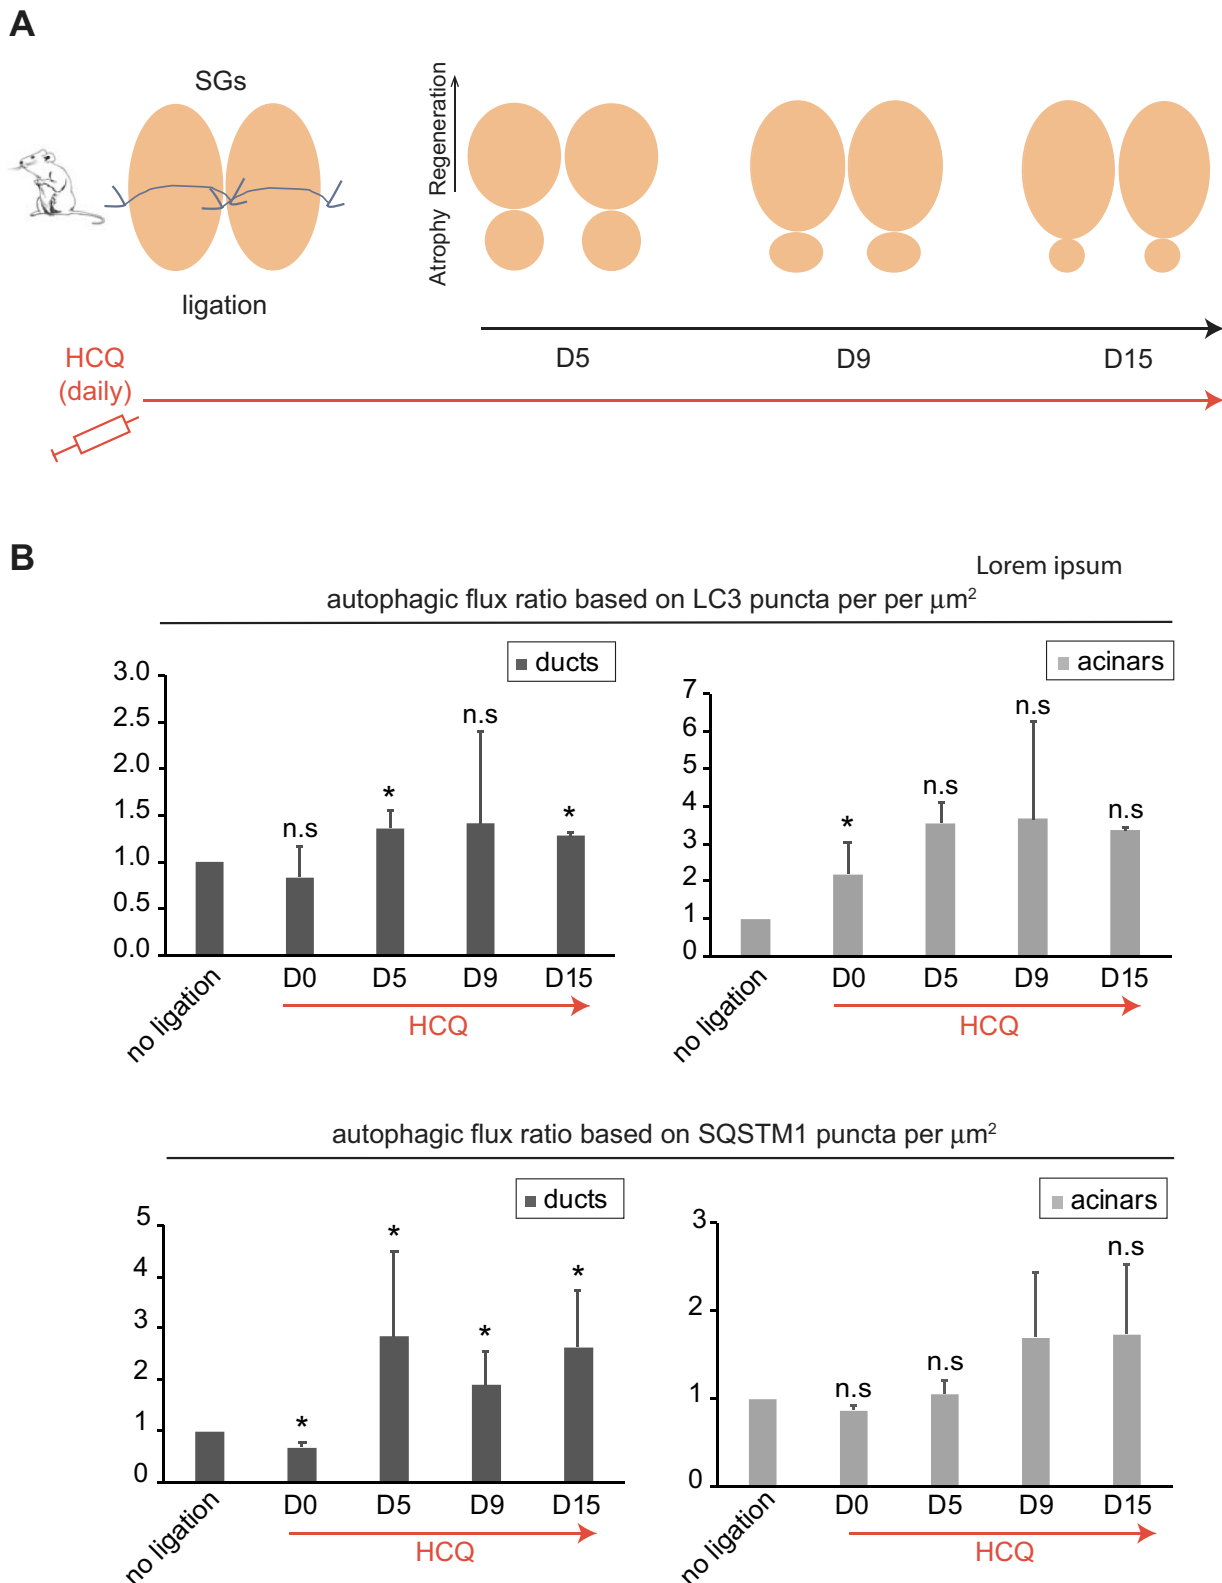 A
SGs
ligation
Atrophy Regeneration
D5 D9 D15
HCQ
(daily)
B
Lorem ipsum
autophagic flux ratio based on LC3 puncta per per μm²
ducts
3.0
2.5
2.0
1.5
1.0
0.5
0.0
n.s * n.s *
no ligation D0 D5 D9 D15
HCQ
acinars
7
6
5
4
3
2
1
0
* n.s n.s n.s
no ligation D0 D5 D9 D15
HCQ
autophagic flux ratio based on SQSTM1 puncta per μm²
ducts
5
4
3
2
1
0
* * * *
no ligation D0 D5 D9 D15
HCQ
acinars
3
2
1
0
n.s n.s n.s
no ligation D0 D5 D9 D15
HCQ